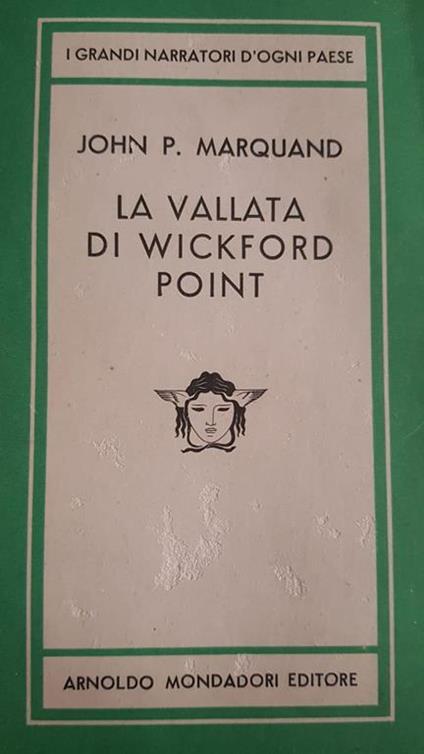 I GRANDI NARRATORI D'OGNI PAESE
JOHN P. MARQUAND
LA VALLATA
DI WICKFORD
POINT
ARNOLDO MONDADORI EDITORE